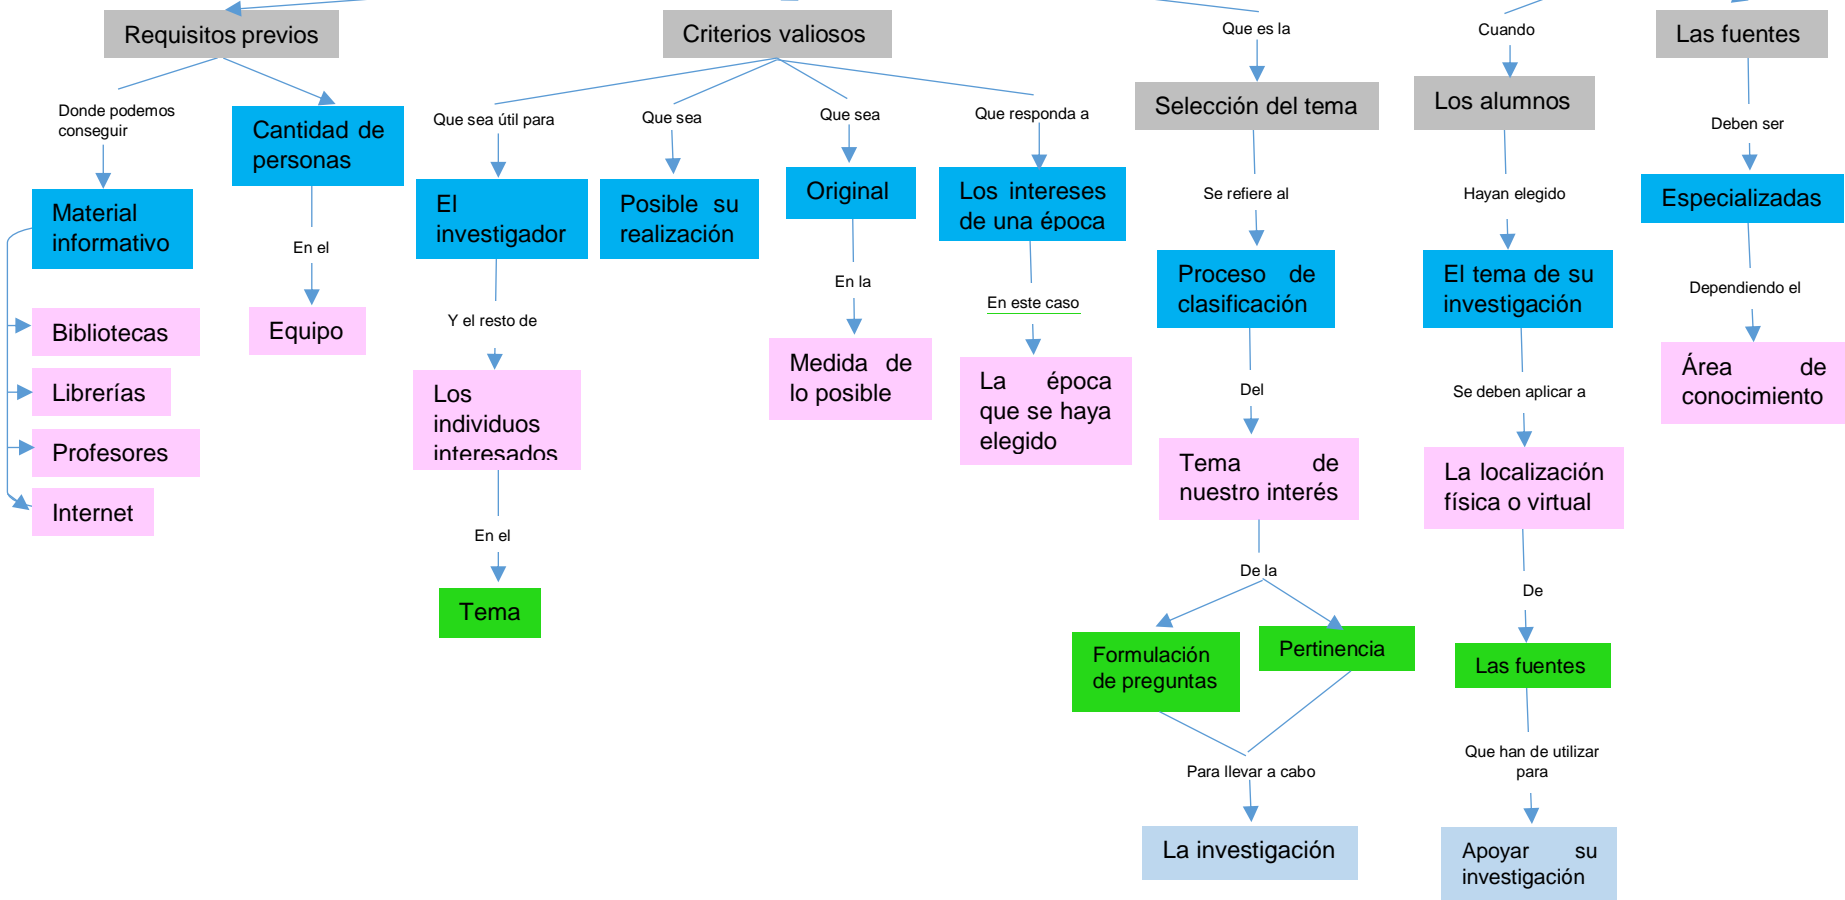 Requisitos previos
Donde podemos
conseguir
Material
informativo
Bibliotecas
Librerías
Profesores
Internet
Cantidad de
personas
En el
Equipo
Criterios valiosos
Que sea útil para
El
investigador
Y el resto de
Los
individuos
interesados
En el
Tema
Que sea
Posible su
realización
Que sea
Original
En la
Medida de
lo posible
Que responda a
Los intereses
de una época
En este caso
La época
que se haya
elegido
Que es la
Selección del tema
Se refiere al
Proceso de
clasificación
Del
Tema de
nuestro interés
De la
Formulación
de preguntas
Pertinencia
Para llevar a cabo
La investigación
Cuando
Los alumnos
Hayan elegido
El tema de su
investigación
Se deben aplicar a
La localización
física o virtual
De
Las fuentes
Que han de utilizar
para
Apoyar su
investigación
Las fuentes
Deben ser
Especializadas
Dependiendo el
Área de
conocimiento